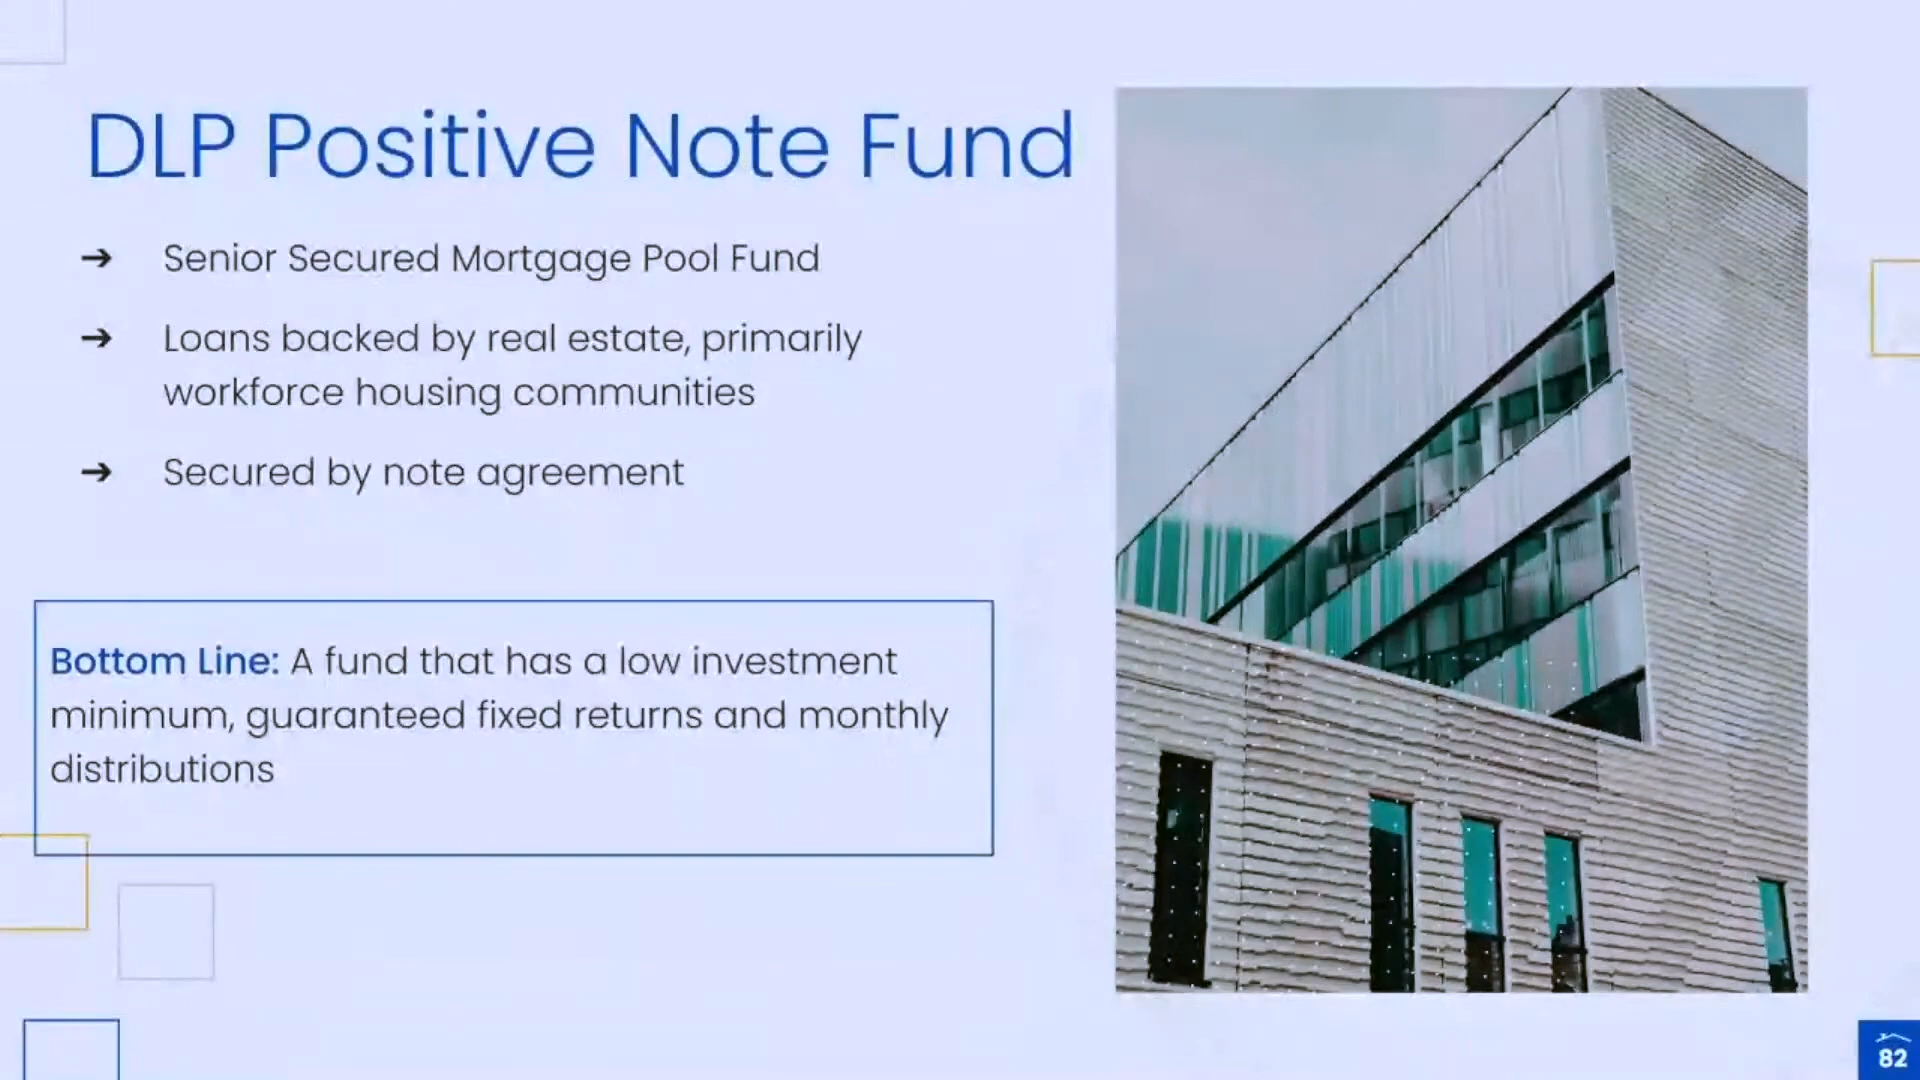 DLP Positive Note Fund
➔ Senior Secured Mortgage Pool Fund
➔ Loans backed by real estate, primarily
workforce housing communities
➔ Secured by note agreement
Bottom Line: A fund that has a low investment
minimum, guaranteed fixed returns and monthly
distributions
82